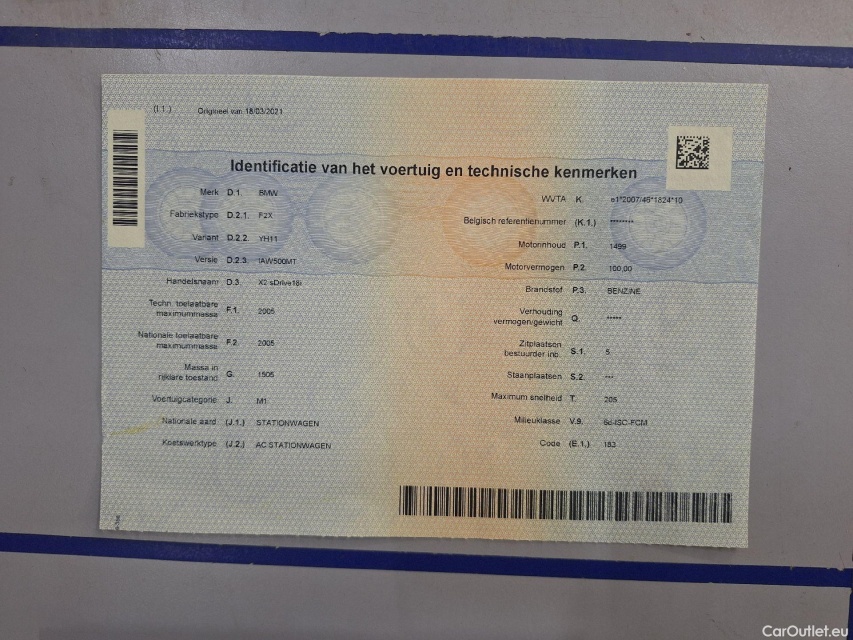 (I.1.) Origineel van 18/03/2021
Identificatie van het voertuig en technische kenmerken
Merk D.1. BMW
Fabriekstype D.2.1. F2X
Variant D.2.2. YH11
Versie D.2.3. IAW500MT
Handelsnaam D.3. X2 sDrive18i
Techn. toelaatbare
maximummassa F.1. 2005
Nationale toelaatbare
maximummassa F.2 2005
Massa in
rijklare toestand G. 1505
Voertuigcategorie J. M1
Nationale aard (J.1.) STATIONWAGEN
Koetswerktype (J.2.) AC STATIONWAGEN
WVTA K. e1*2007/46*1824*10
Belgisch referentienummer (K.1.) ********
Motorinhoud P.1. 1499
Motorvermogen P.2. 100,00
Brandstof P.3. BENZINE
Verhouding
vermogen/gewicht Q. *****
Zitplaatsen
bestuurder inb. S.1. 5
Staanplaatsen S.2. ***
Maximum snelheid T. 205
Milieuklasse V.9. 6d-ISC-FCM
Code (E.1.) 183
CarOutlet.eu